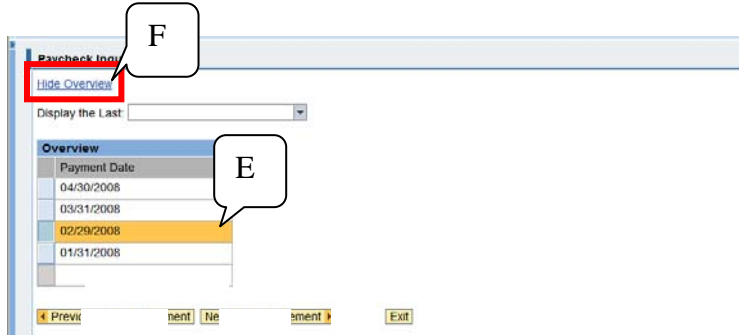 F
Paycheck Inqu
Hide Overview
Display the Last:
Overview
Payment Date
E
04/30/2008
03/31/2008
02/29/2008
01/31/2008
Previ ment Ne ement Exit